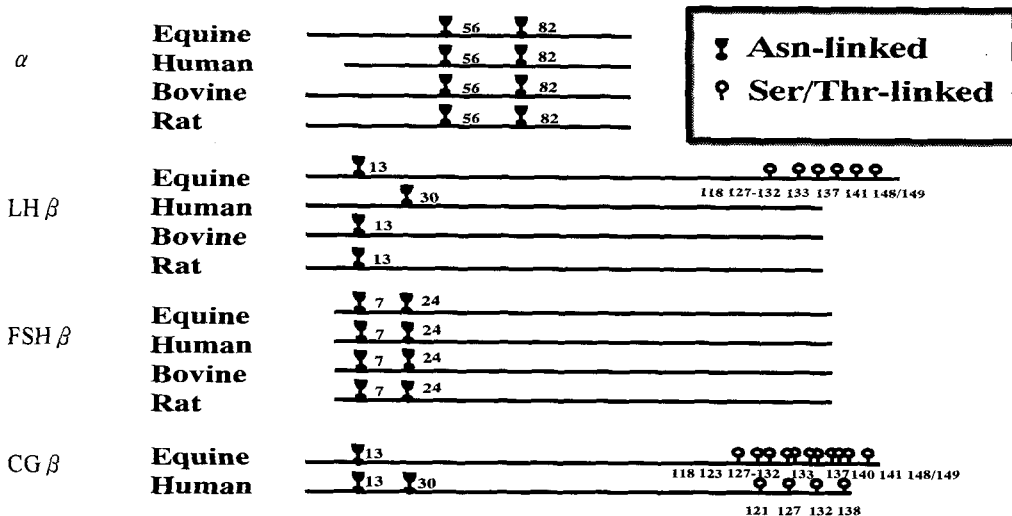 α
Equine 56 82
Human 56 82
Bovine 56 82
Rat 56 82
Asn-linked
Ser/Thr-linked
LH β
Equine 13
118 127-132 133 137 141 148/149
Human 30
Bovine 13
Rat 13
FSH β
Equine 7 24
Human 7 24
Bovine 7 24
Rat 7 24
CG β
Equine 13
118 123 127-132 133 137 140 141 148/149
Human 13 30
121 127 132 138